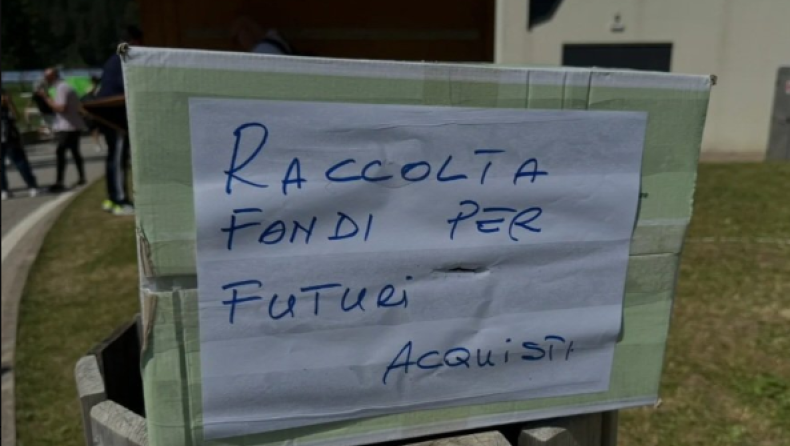 RACCOLTA
FONDI PER
FUTURI
ACQUISTI